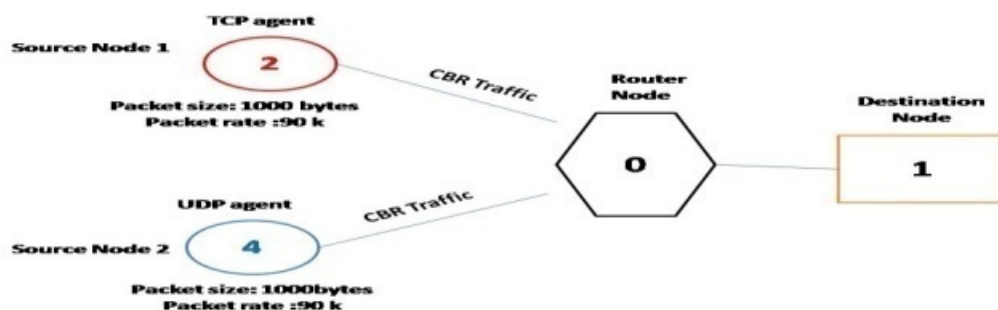 TCP agent
Source Node 1
2
Packet size: 1000 bytes
Packet rate :90 k
CBR Traffic
Router
Node
0
Destination
Node
1
UDP agent
Source Node 2
4
CBR Traffic
Packet size: 1000bytes
Packet rate :90 k